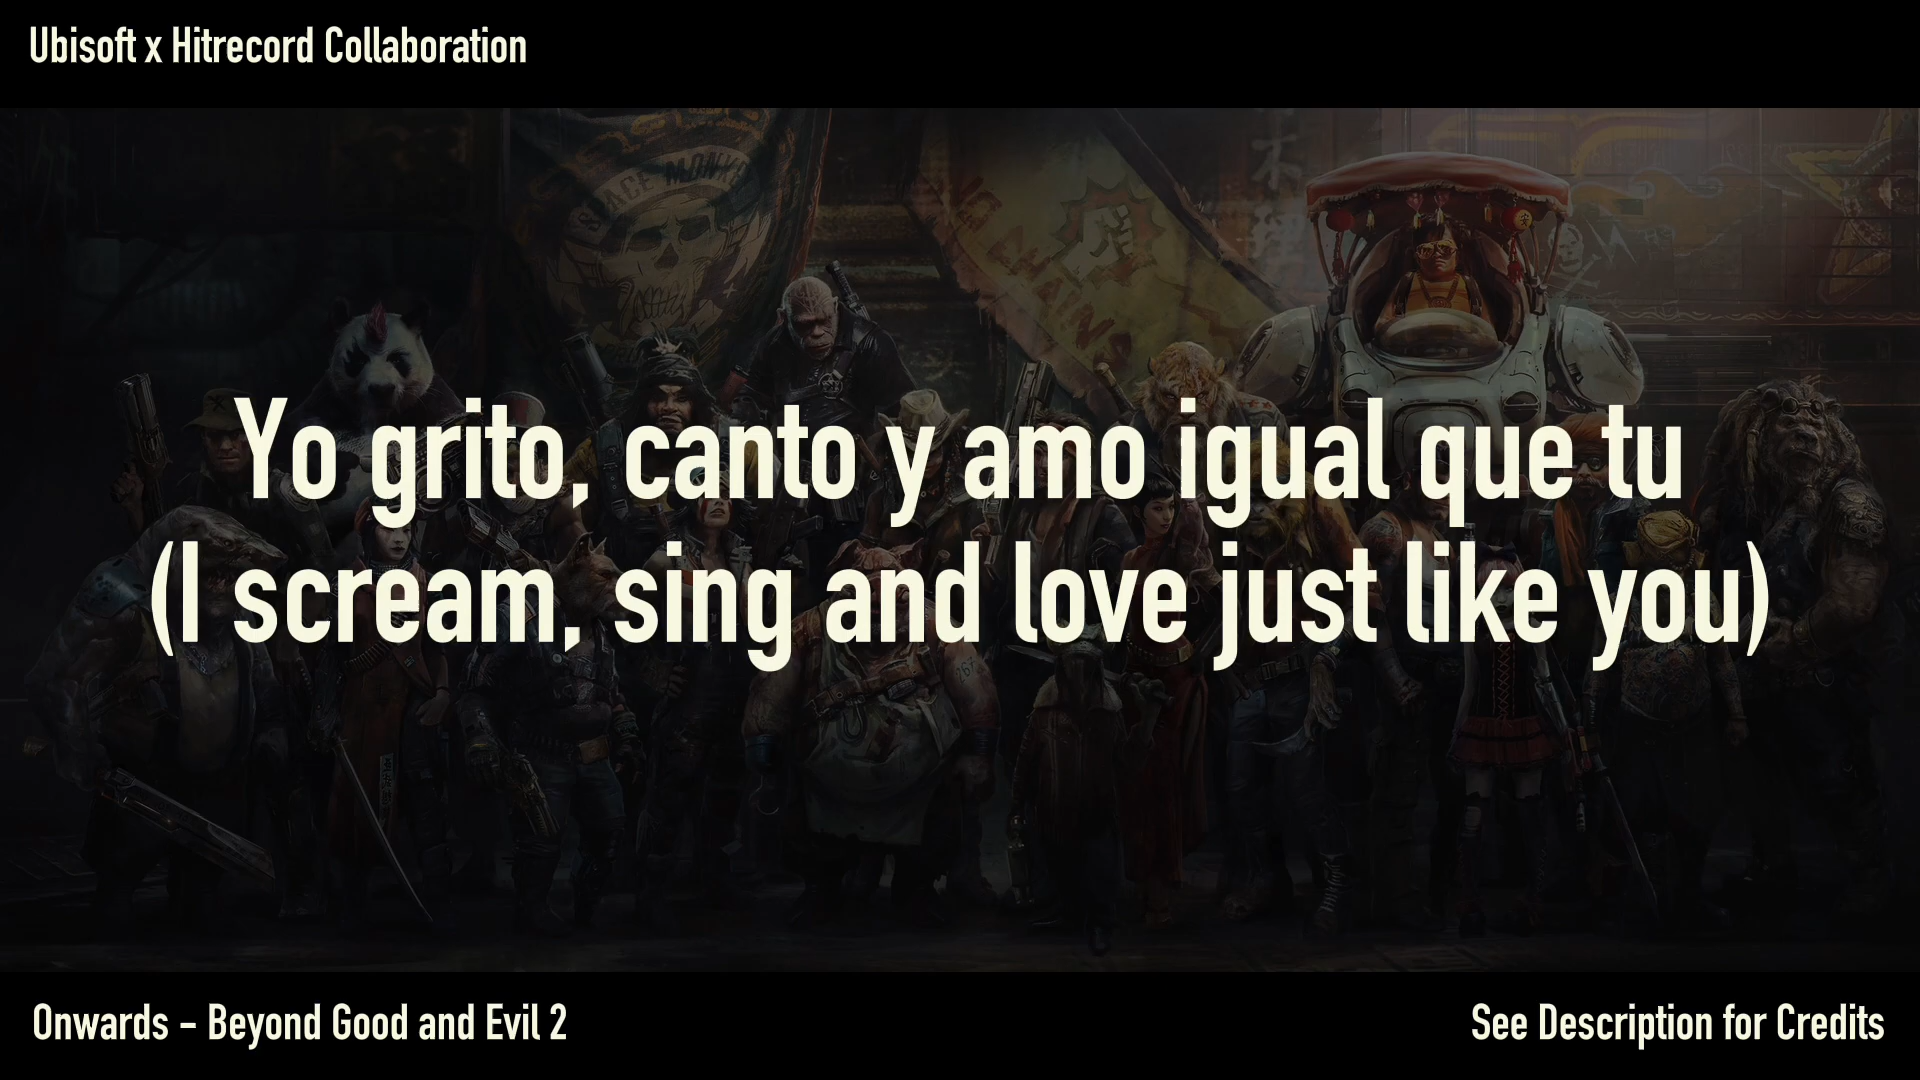 Ubisoft x Hitrecord Collaboration
Yo grito, canto y amo igual que tu
(I scream, sing and love just like you)
Onwards - Beyond Good and Evil 2
See Description for Credits